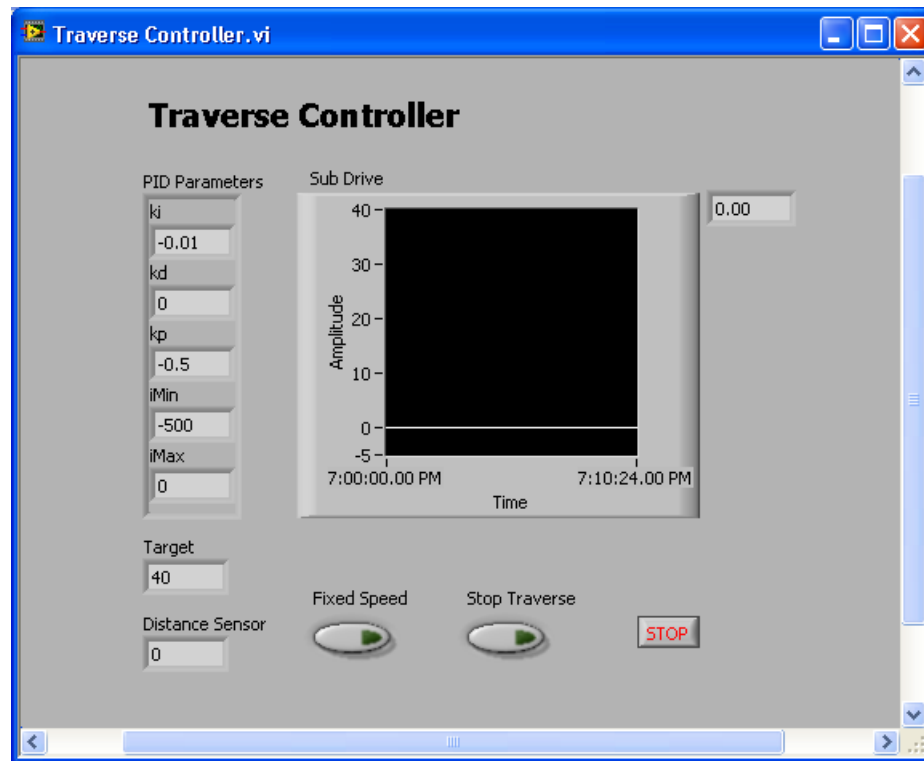 Traverse Controller.vi
Traverse Controller
PID Parameters
ki
-0.01
kd
0
kp
-0.5
iMin
-500
iMax
0
Target
40
Distance Sensor
0
Sub Drive
0.00
Amplitude
40
30
20
10
0
-5
7:00:00.00 PM 7:10:24.00 PM
Time
Fixed Speed Stop Traverse
STOP